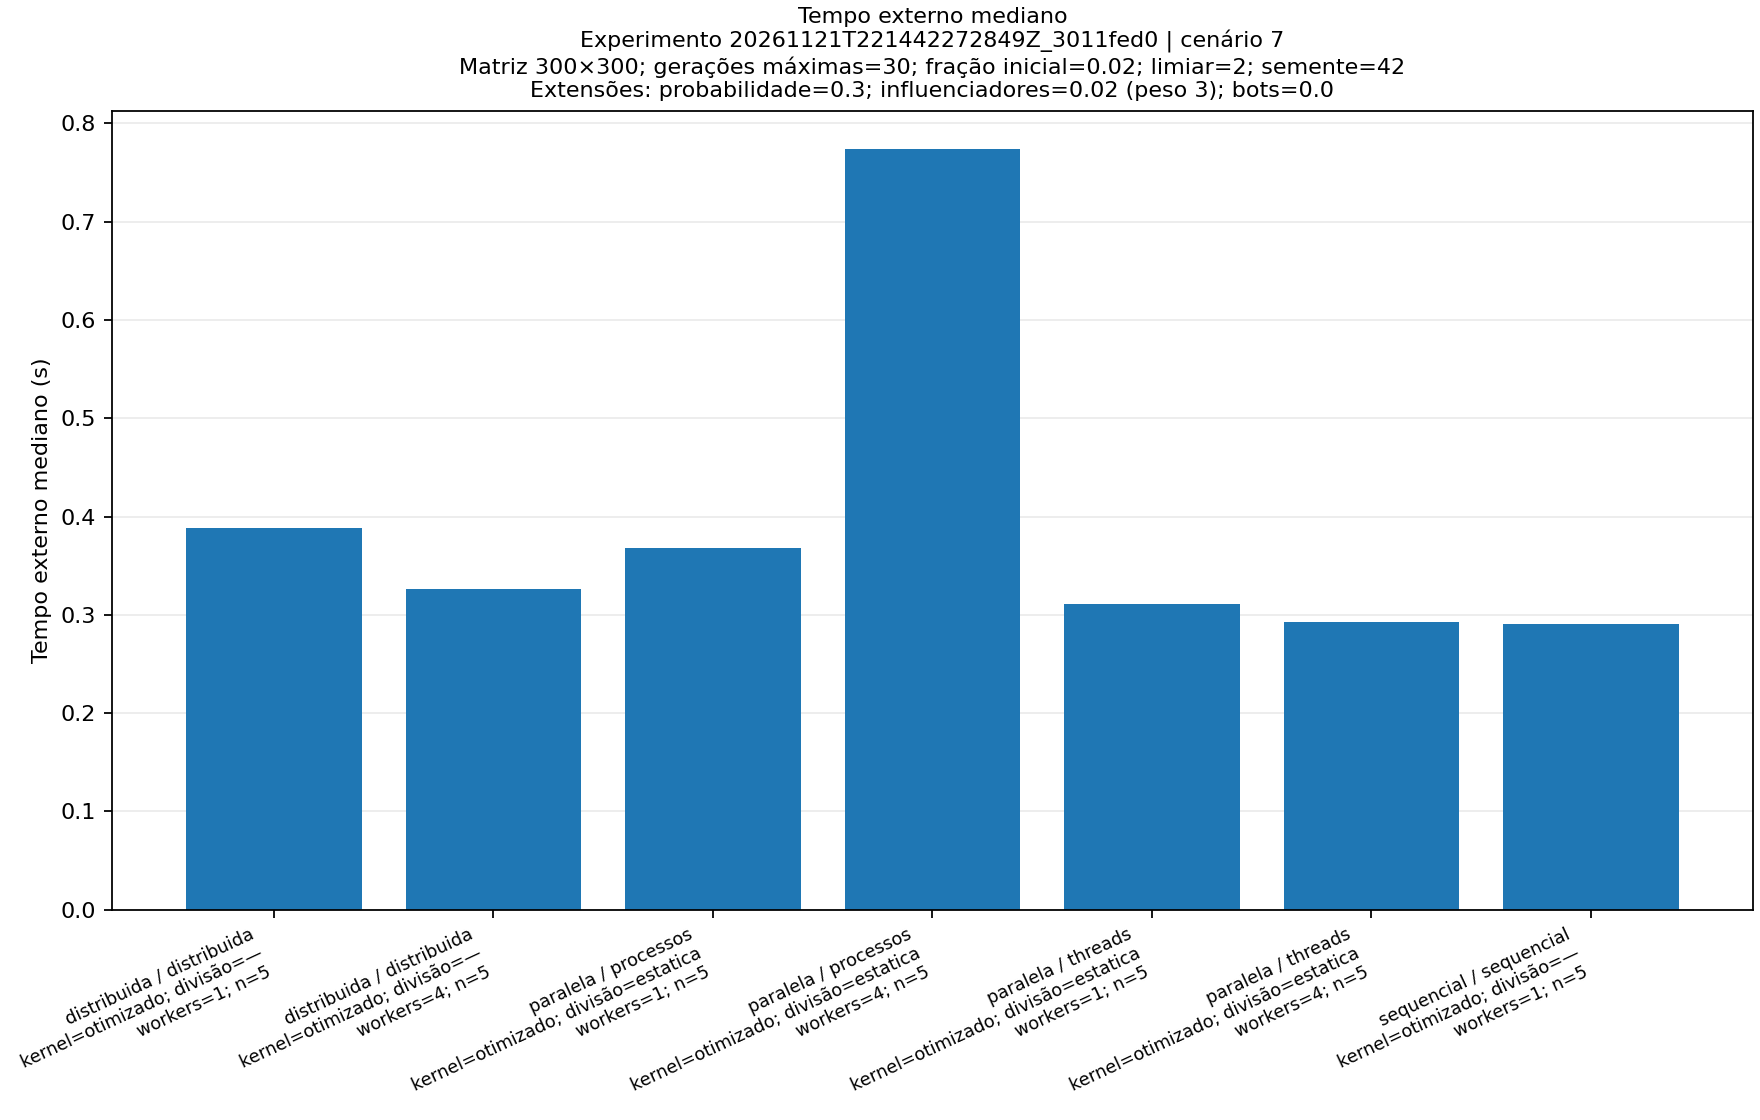 Tempo externo mediano
Experimento 20261121T221442272849Z_3011fed0 | cenário 7
Matriz 300×300; gerações máximas=30; fração inicial=0.02; limiar=2; semente=42
Extensões: probabilidade=0.3; influenciadores=0.02 (peso 3); bots=0.0
Tempo externo mediano (s)
0.8
0.7
0.6
0.5
0.4
0.3
0.2
0.1
0.0
distribuida / distribuida
kernel=otimizado; divisão=—
workers=1; n=5
distribuida / distribuida
kernel=otimizado; divisão=—
workers=4; n=5
paralela / processos
kernel=otimizado; divisão=estatica
workers=1; n=5
paralela / processos
kernel=otimizado; divisão=estatica
workers=4; n=5
paralela / threads
kernel=otimizado; divisão=estatica
workers=1; n=5
paralela / threads
kernel=otimizado; divisão=estatica
workers=4; n=5
sequencial / sequencial
kernel=otimizado; divisão=—
workers=1; n=5